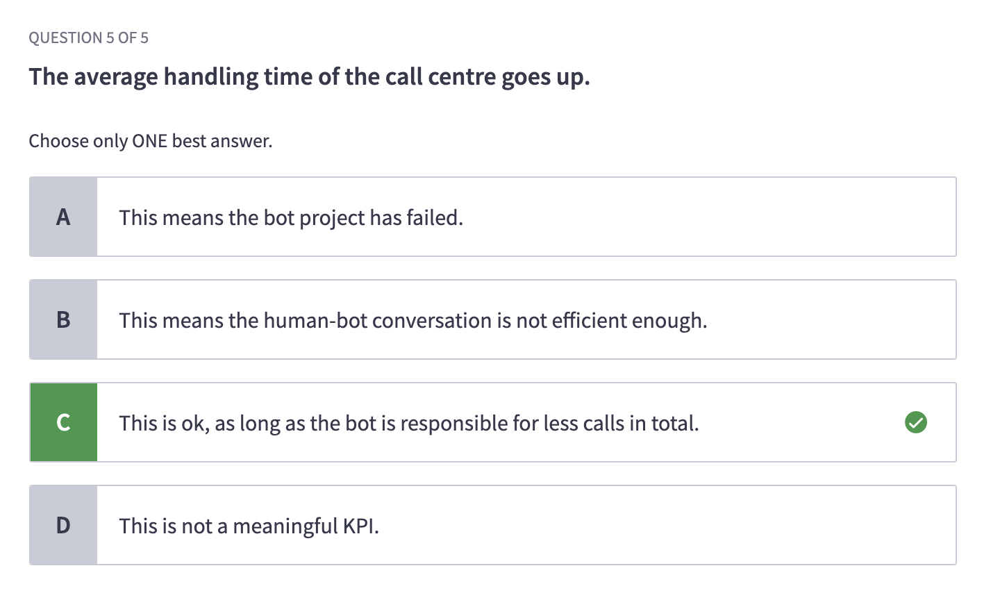 QUESTION 5 OF 5
The average handling time of the call centre goes up.
Choose only ONE best answer.
A
This means the bot project has failed.
B
This means the human-bot conversation is not efficient enough.
C
This is ok, as long as the bot is responsible for less calls in total.
D
This is not a meaningful KPI.